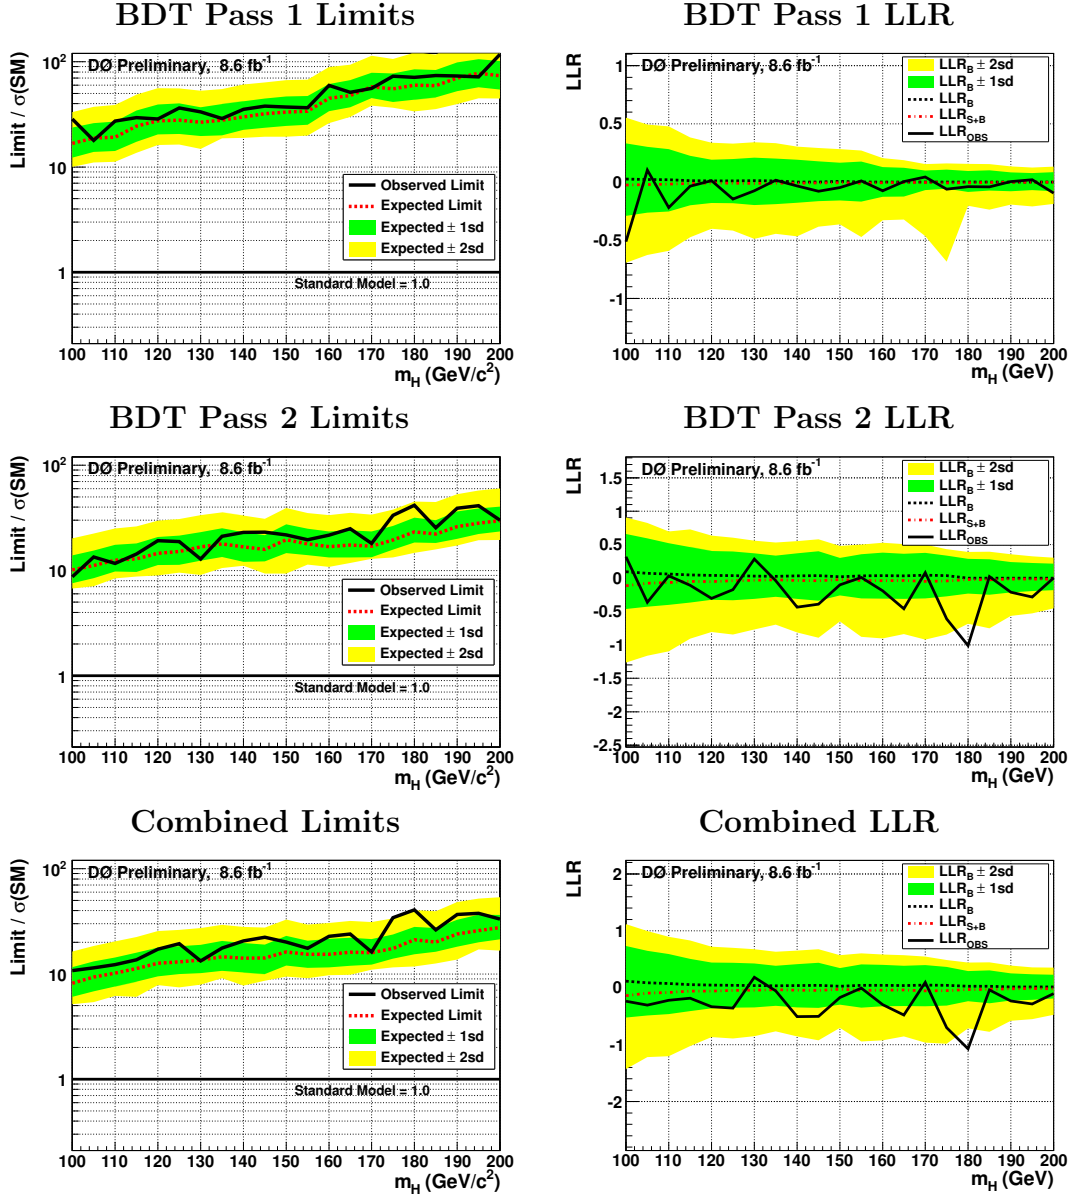 BDT Pass 1 Limits
Limit / σ(SM)
10²
10
1
DØ Preliminary, 8.6 fb⁻¹
Observed Limit
Expected Limit
Expected ± 1sd
Expected ± 2sd
Standard Model = 1.0
100 110 120 130 140 150 160 170 180 190 200
m_H (GeV/c²)
BDT Pass 1 LLR
LLR
1
0.5
0
-0.5
-1
DØ Preliminary, 8.6 fb⁻¹
LLR_B ± 2sd
LLR_B ± 1sd
LLR_B
LLR_S+B
LLR_OBS
100 110 120 130 140 150 160 170 180 190 200
m_H (GeV)
BDT Pass 2 Limits
Limit / σ(SM)
10²
10
1
DØ Preliminary, 8.6 fb⁻¹
Observed Limit
Expected Limit
Expected ± 1sd
Expected ± 2sd
Standard Model = 1.0
100 110 120 130 140 150 160 170 180 190 200
m_H (GeV/c²)
BDT Pass 2 LLR
LLR
1.5
1
0.5
0
-0.5
-1
-1.5
-2
-2.5
DØ Preliminary, 8.6 fb⁻¹
LLR_B ± 2sd
LLR_B ± 1sd
LLR_B
LLR_S+B
LLR_OBS
100 110 120 130 140 150 160 170 180 190 200
m_H (GeV)
Combined Limits
Limit / σ(SM)
10²
10
1
DØ Preliminary, 8.6 fb⁻¹
Observed Limit
Expected Limit
Expected ± 1sd
Expected ± 2sd
Standard Model = 1.0
100 110 120 130 140 150 160 170 180 190 200
m_H (GeV/c²)
Combined LLR
LLR
2
1
0
-1
-2
DØ Preliminary, 8.6 fb⁻¹
LLR_B ± 2sd
LLR_B ± 1sd
LLR_B
LLR_S+B
LLR_OBS
100 110 120 130 140 150 160 170 180 190 200
m_H (GeV)